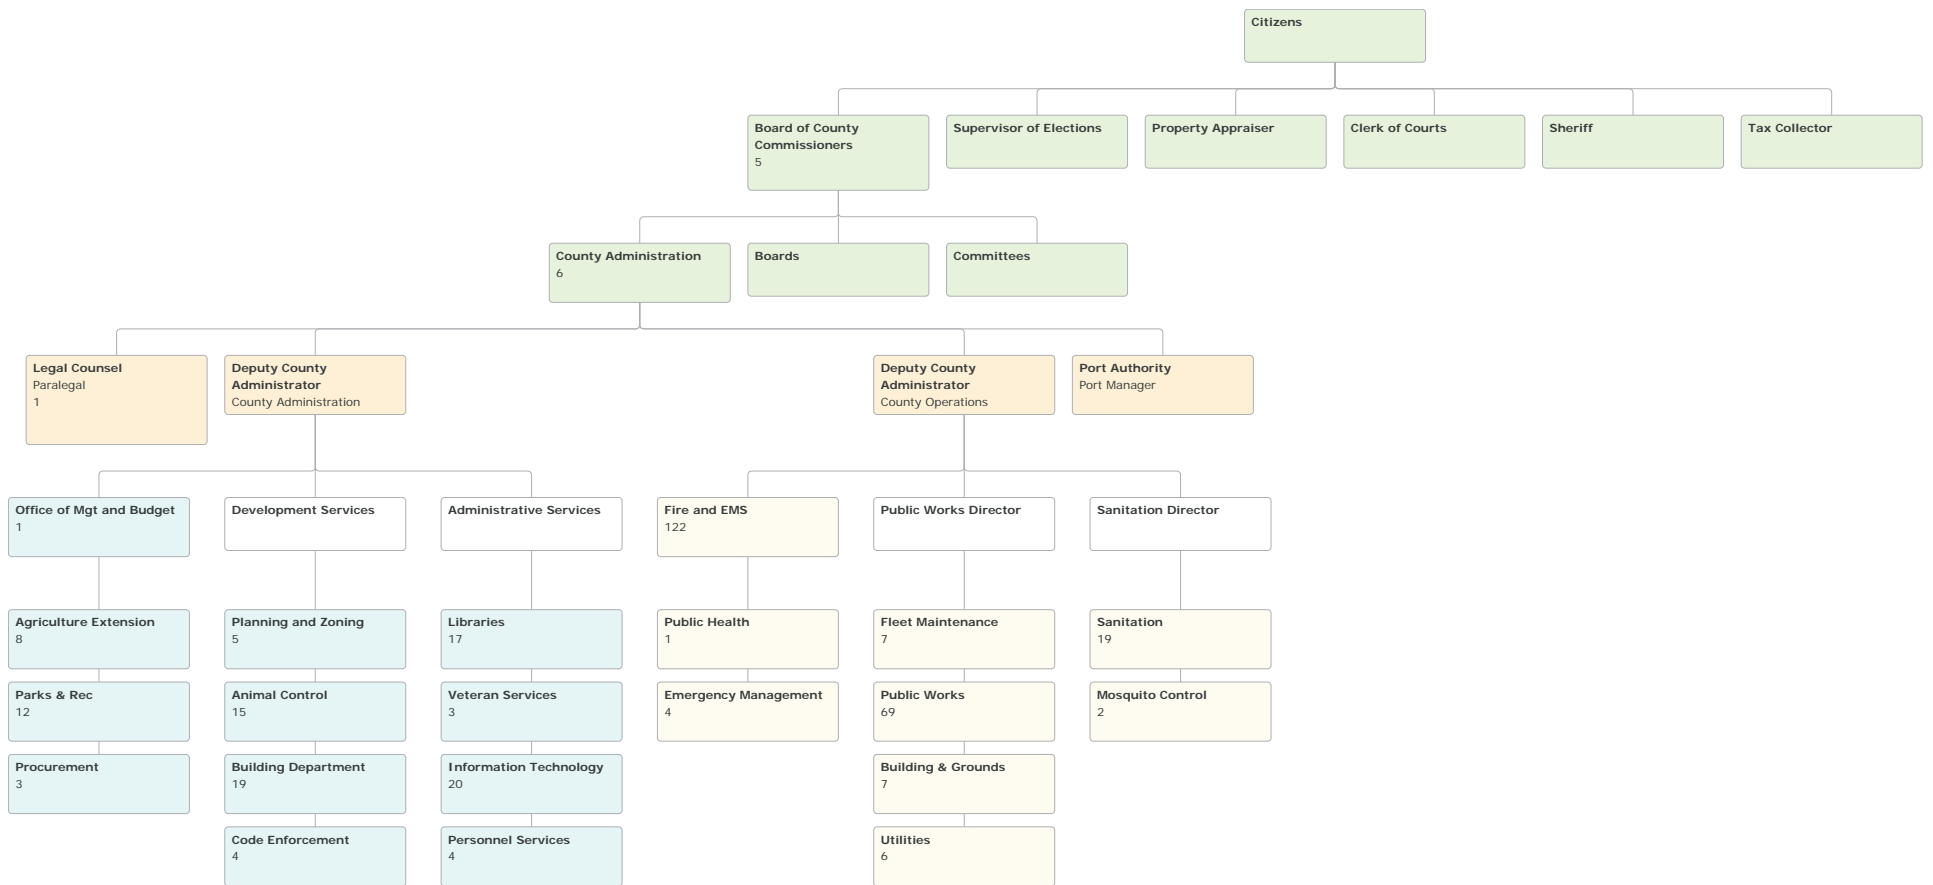 Citizens
Board of County
Commissioners
5
Supervisor of Elections
Property Appraiser
Clerk of Courts
Sheriff
Tax Collector
County Administration
6
Boards
Committees
Legal Counsel
Paralegal
1
Deputy County
Administrator
County Administration
Deputy County
Administrator
County Operations
Port Authority
Port Manager
Office of Mgt and Budget
1
Development Services
Administrative Services
Fire and EMS
122
Public Works Director
Sanitation Director
Agriculture Extension
8
Planning and Zoning
5
Libraries
17
Public Health
1
Fleet Maintenance
7
Sanitation
19
Parks & Rec
12
Animal Control
15
Veteran Services
3
Emergency Management
4
Public Works
69
Mosquito Control
2
Procurement
3
Building Department
19
Information Technology
20
Building & Grounds
7
Code Enforcement
4
Personnel Services
4
Utilities
6